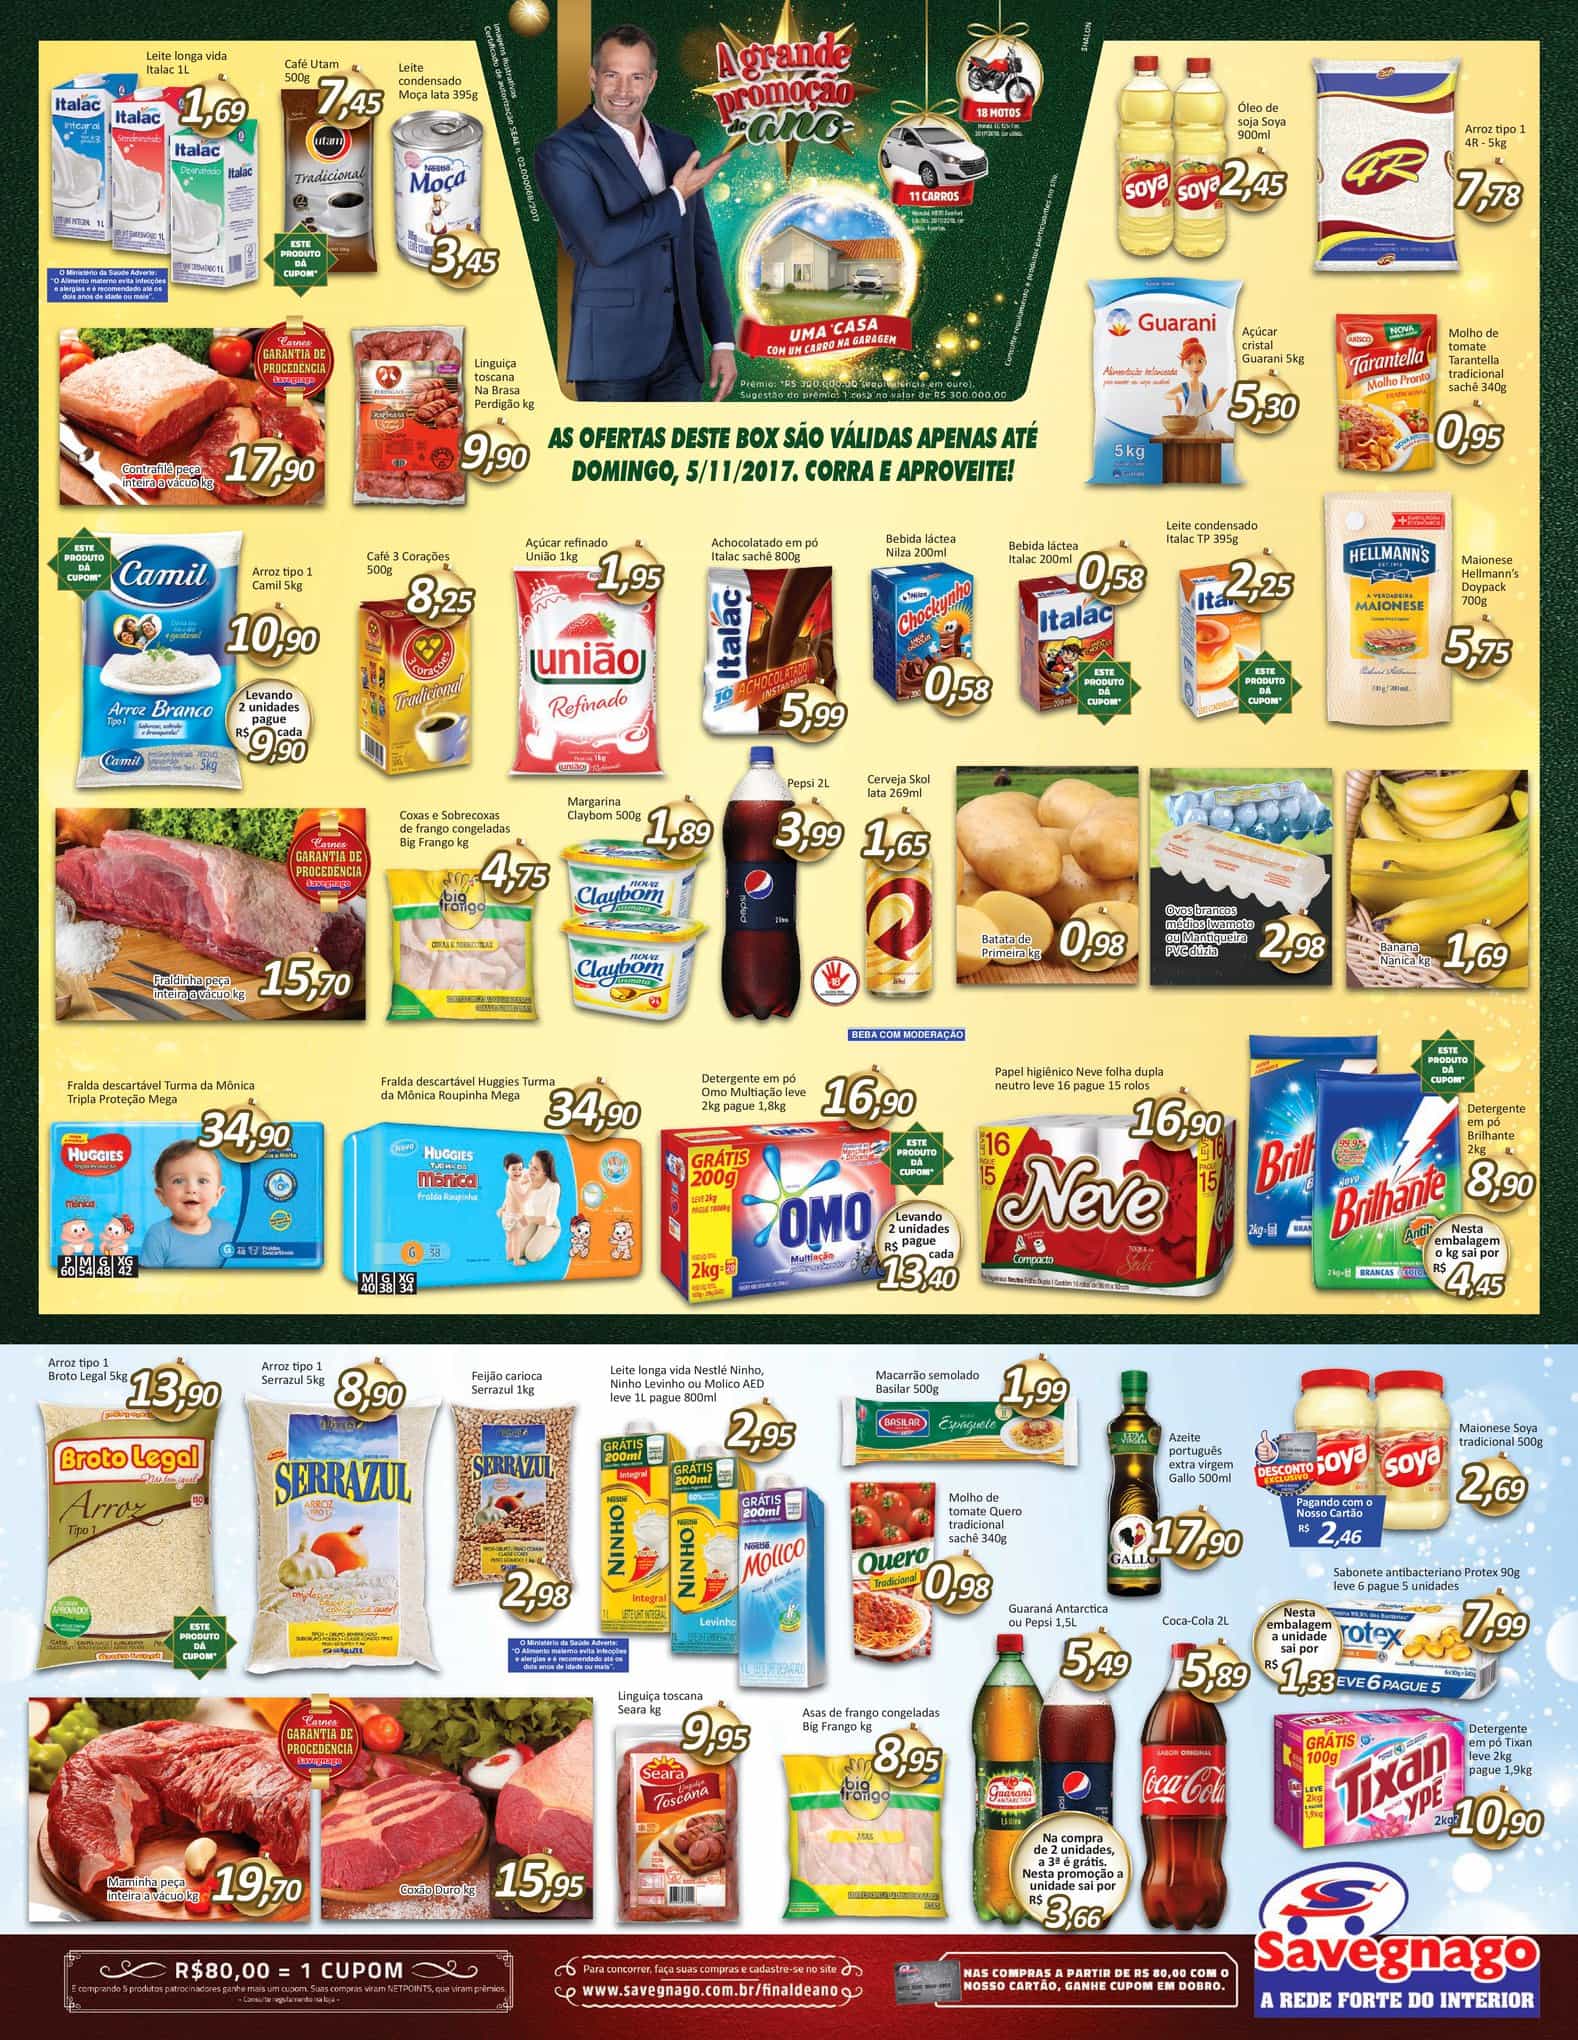 Leite longa vida
Italac 1L
1,69
Café Utam
500g
7,45
Leite
condensado
Moça lata 395g
3,45
ESTE
PRODUTO
DÁ
CUPOM*
O Ministério da Saúde Adverte:
"O Alimento materno evita infecções
e alergias e é recomendado até os
dois anos de idade ou mais".
Imagens ilustrativas
Certificado de autorização SEAE n. 02.000068/2017
A grande
promoção
do ano
18 MOTOS
11 CARROS
UMA CASA
COM UM CARRO NA GARAGEM
Prêmio: *R$ 300.000,00 (equivalência em ouro).
Sugestão do prêmio: 1 casa no valor de R$ 300.000,00
Consulte regulamento e produtos participantes no site.
SHALON
Óleo de
soja Soya
900ml
2,45
Arroz tipo 1
4R - 5kg
7,78
Carnes
GARANTIA DE
PROCEDÊNCIA
Savegnago
Contrafilé peça
inteira a vácuo kg
17,90
Linguiça
toscana
Na Brasa
Perdigão kg
9,90
AS OFERTAS DESTE BOX SÃO VÁLIDAS APENAS ATÉ
DOMINGO, 5/11/2017. CORRA E APROVEITE!
Açúcar
cristal
Guarani 5kg
5,30
Molho de
tomate
Tarantella
tradicional
sachê 340g
0,95
ESTE
PRODUTO
DÁ
CUPOM*
Arroz tipo 1
Camil 5kg
10,90
Levando
2 unidades
pague
R$ cada
9,90
Café 3 Corações
500g
8,25
Açúcar refinado
União 1kg
1,95
Achocolatado em pó
Italac sachê 800g
5,99
Bebida láctea
Nilza 200ml
0,58
Bebida láctea
Italac 200ml
0,58
ESTE
PRODUTO
DÁ
CUPOM*
Leite condensado
Italac TP 395g
2,25
ESTE
PRODUTO
DÁ
CUPOM*
Maionese
Hellmann's
Doypack
700g
5,75
Carnes
GARANTIA DE
PROCEDÊNCIA
Savegnago
Fraldinha peça
inteira a vácuo kg
15,70
Coxas e Sobrecoxas
de frango congeladas
Big Frango kg
4,75
Margarina
Claybom 500g
1,89
Pepsi 2L
3,99
Cerveja Skol
lata 269ml
1,65
18
BEBA COM MODERAÇÃO
Batata de
Primeira kg
0,98
Ovos brancos
médios Iwamoto
ou Mantiqueira
PVC dúzia
2,98
Banana
Nanica kg
1,69
Fralda descartável Turma da Mônica
Tripla Proteção Mega
34,90
P M G XG
60 54 48 42
Fralda descartável Huggies Turma
da Mônica Roupinha Mega
34,90
M G XG
40 38 34
Detergente em pó
Omo Multiação leve
2kg pague 1,8kg
16,90
ESTE
PRODUTO
DÁ
CUPOM*
Levando
2 unidades
pague
R$ cada
13,40
Papel higiênico Neve folha dupla
neutro leve 16 pague 15 rolos
16,90
ESTE
PRODUTO
DÁ
CUPOM*
Detergente
em pó
Brilhante
2kg
8,90
Nesta
embalagem
o kg sai por
R$
4,45
Arroz tipo 1
Broto Legal 5kg
13,90
ESTE
PRODUTO
DÁ
CUPOM*
Arroz tipo 1
Serrazul 5kg
8,90
Feijão carioca
Serrazul 1kg
2,98
Leite longa vida Nestlé Ninho,
Ninho Levinho ou Molico AED
leve 1L pague 800ml
2,95
O Ministério da Saúde Adverte:
"O Alimento materno evita infecções
e alergias e é recomendado até os
dois anos de idade ou mais".
Macarrão semolado
Basilar 500g
1,99
Molho de
tomate Quero
tradicional
sachê 340g
0,98
Azeite
português
extra virgem
Gallo 500ml
17,90
DESCONTO
EXCLUSIVO
Pagando com o
Nosso Cartão
R$ 2,46
Maionese Soya
tradicional 500g
2,69
Sabonete antibacteriano Protex 90g
leve 6 pague 5 unidades
7,99
Nesta
embalagem
a unidade
sai por
R$
1,33
Carnes
GARANTIA DE
PROCEDÊNCIA
Savegnago
Maminha peça
inteira a vácuo kg
19,70
Coxão Duro kg
15,95
Linguiça toscana
Seara kg
9,95
Asas de frango congeladas
Big Frango kg
8,95
Guaraná Antarctica
ou Pepsi 1,5L
5,49
Na compra
de 2 unidades,
a 3ª é grátis.
Nesta promoção a
unidade sai por
R$
3,66
Coca-Cola 2L
5,89
Detergente
em pó Tixan
leve 2kg
pague 1,9kg
10,90
R$80,00 = 1 CUPOM
E comprando 5 produtos patrocinadores ganhe mais um cupom. Suas compras viram NETPOINTS, que viram prêmios.
- Consulte regulamento na loja -
Para concorrer, faça suas compras e cadastre-se no site
www.savegnago.com.br/finaldeano
NAS COMPRAS A PARTIR DE R$ 80,00 COM O
NOSSO CARTÃO, GANHE CUPOM EM DOBRO.
Savegnago
A REDE FORTE DO INTERIOR